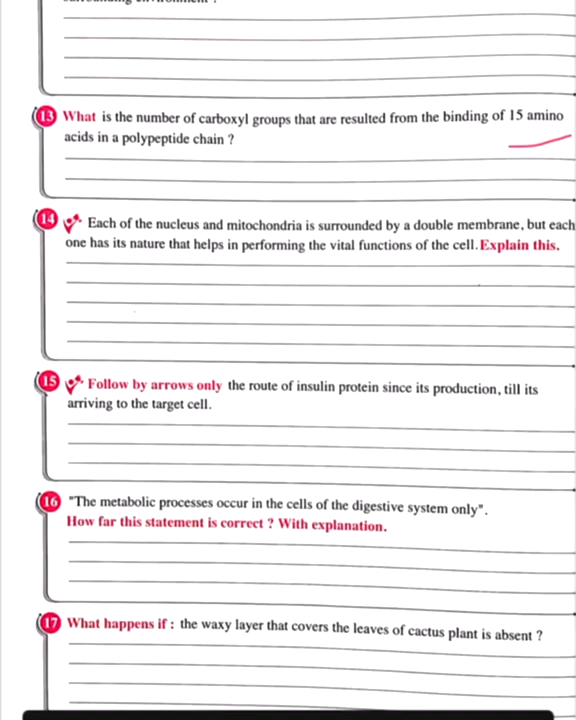 13 What is the number of carboxyl groups that are resulted from the binding of 15 amino
acids in a polypeptide chain ?
14 Each of the nucleus and mitochondria is surrounded by a double membrane, but each
one has its nature that helps in performing the vital functions of the cell. Explain this.
15 Follow by arrows only the route of insulin protein since its production, till its
arriving to the target cell.
16 "The metabolic processes occur in the cells of the digestive system only".
How far this statement is correct ? With explanation.
17 What happens if : the waxy layer that covers the leaves of cactus plant is absent ?